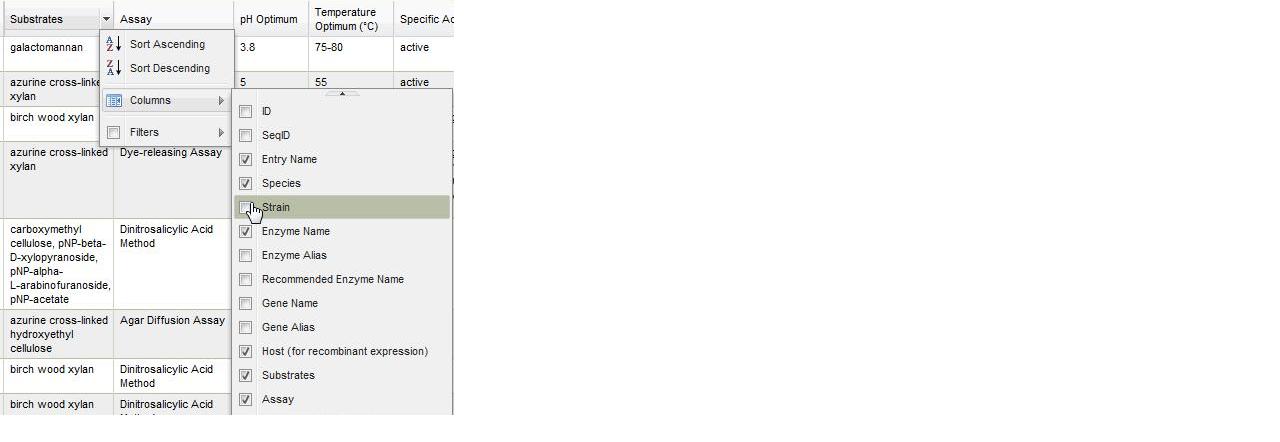 Substrates
Assay
pH Optimum
Temperature
Optimum (°C)
Specific Ac
galactomannan
3.8
75-80
active
Sort Ascending
Sort Descending
Columns
Filters
azurine cross-linke
xylan
5
55
active
birch wood xylan
azurine cross-linked
xylan
Dye-releasing Assay
carboxymethyl
cellulose, pNP-beta-
D-xylopyranoside,
pNP-alpha-
L-arabinofuranoside,
pNP-acetate
Dinitrosalicylic Acid
Method
azurine cross-linked
hydroxyethyl
cellulose
Agar Diffusion Assay
birch wood xylan
Dinitrosalicylic Acid
Method
birch wood xylan
Dinitrosalicylic Acid
ID
SeqID
Entry Name
Species
Strain
Enzyme Name
Enzyme Alias
Recommended Enzyme Name
Gene Name
Gene Alias
Host (for recombinant expression)
Substrates
Assay